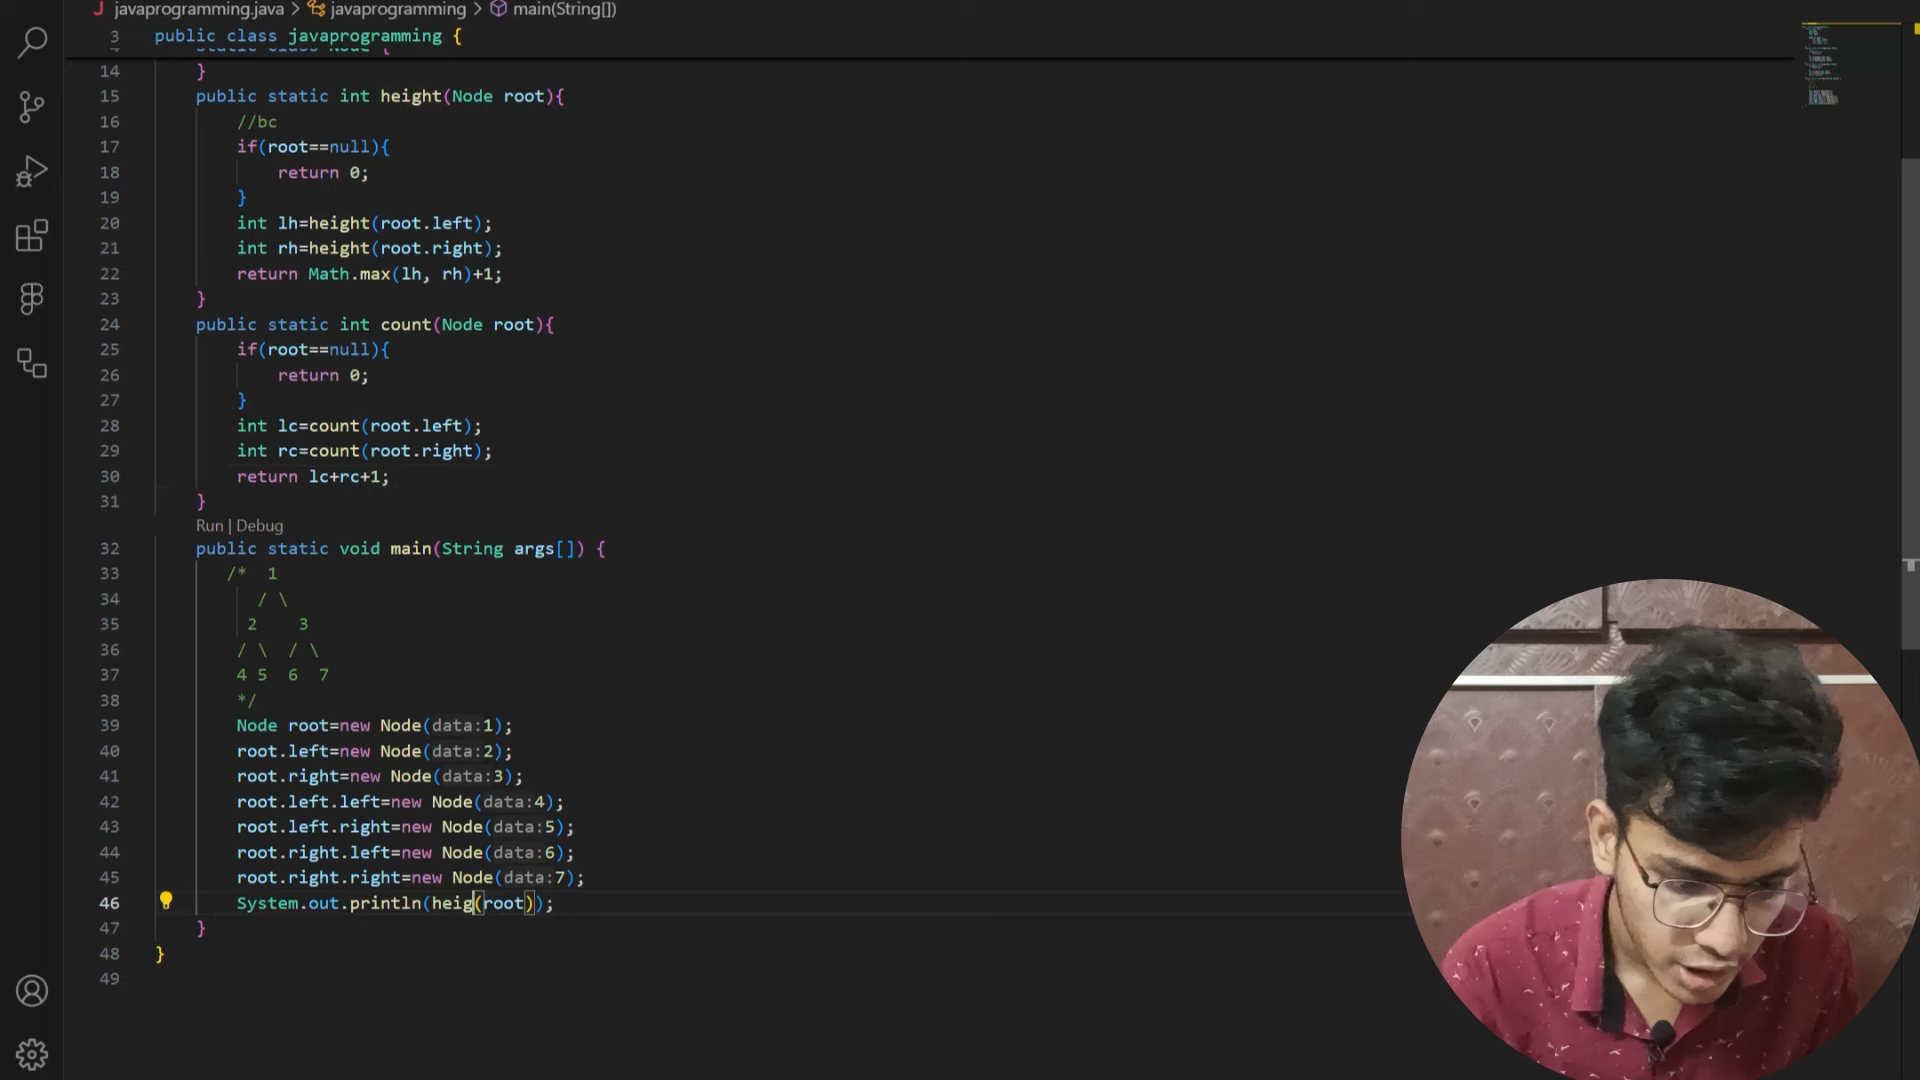 J javaprogramming.java > javaprogramming > main(String[])
3 public class javaprogramming {
4 static class Node {
14 }
15 public static int height(Node root){
16 //bc
17 if(root==null){
18 return 0;
19 }
20 int lh=height(root.left);
21 int rh=height(root.right);
22 return Math.max(lh, rh)+1;
23 }
24 public static int count(Node root){
25 if(root==null){
26 return 0;
27 }
28 int lc=count(root.left);
29 int rc=count(root.right);
30 return lc+rc+1;
31 }
Run | Debug
32 public static void main(String args[]) {
33 /* 1
34 / \
35 2 3
36 / \ / \
37 4 5 6 7
38 */
39 Node root=new Node(data:1);
40 root.left=new Node(data:2);
41 root.right=new Node(data:3);
42 root.left.left=new Node(data:4);
43 root.left.right=new Node(data:5);
44 root.right.left=new Node(data:6);
45 root.right.right=new Node(data:7);
46 System.out.println(heig(root));
47 }
48 }
49